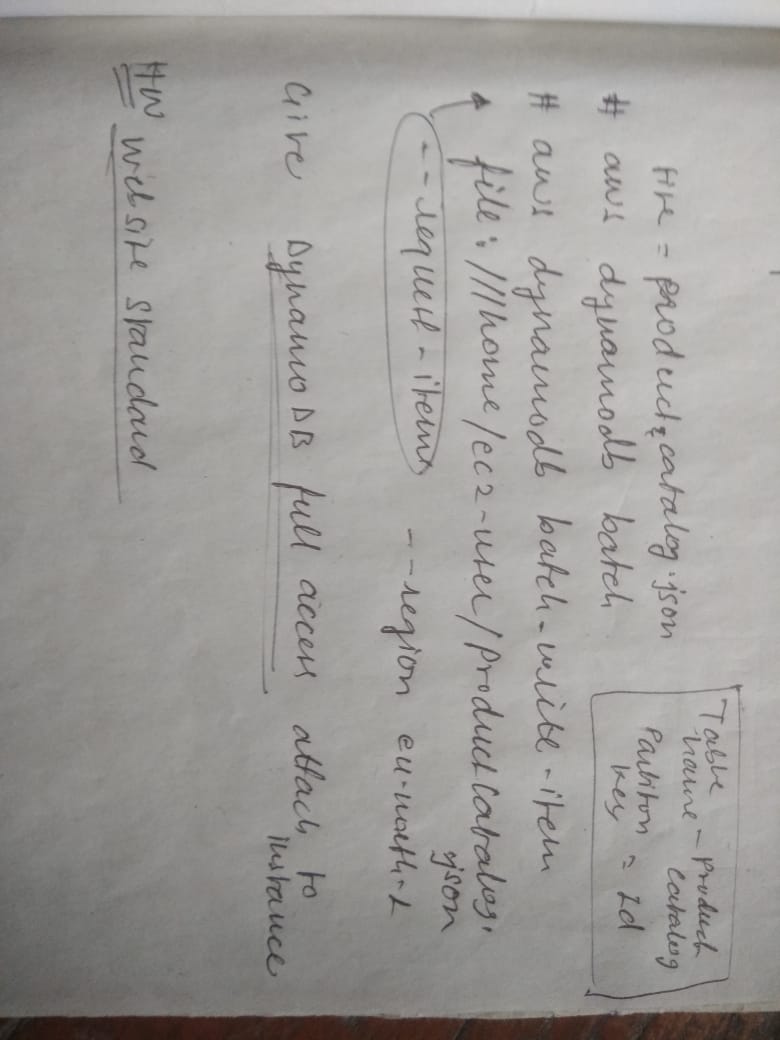 Table
name - Product
Catalog
Partition
key = Id
file = product_catalog.json
# aws dynamodb batch
# aws dynamodb batch-write-item
file:///home/ec2-user/ProductCatalog.
json
--request-items
--region eu-north-1
Give DynamoDB full access attach to
instance
HW website standard